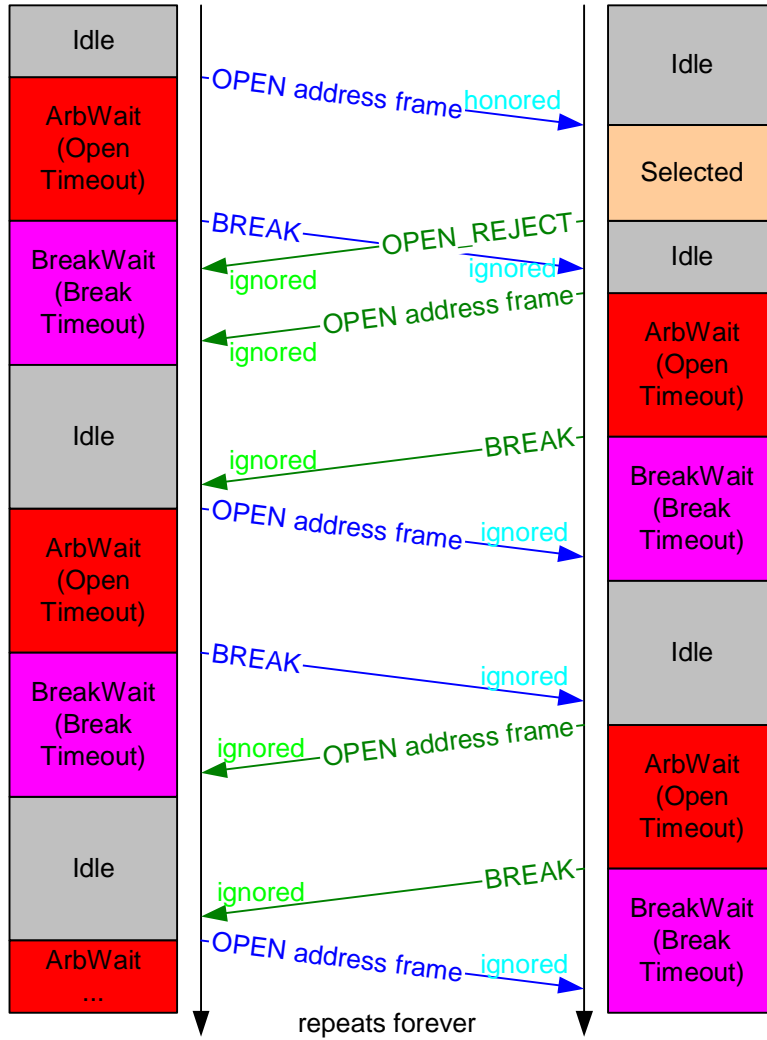 Idle
OPEN address frame
honored
Idle
ArbWait
(Open
Timeout)
Selected
BREAK
OPEN_REJECT
ignored
ignored
Idle
BreakWait
(Break
Timeout)
OPEN address frame
ignored
ArbWait
(Open
Timeout)
Idle
BREAK
ignored
BreakWait
(Break
Timeout)
OPEN address frame
ignored
ArbWait
(Open
Timeout)
Idle
BREAK
ignored
BreakWait
(Break
Timeout)
OPEN address frame
ignored
ArbWait
(Open
Timeout)
Idle
BREAK
ignored
BreakWait
(Break
Timeout)
OPEN address frame
ignored
ArbWait
...
repeats forever